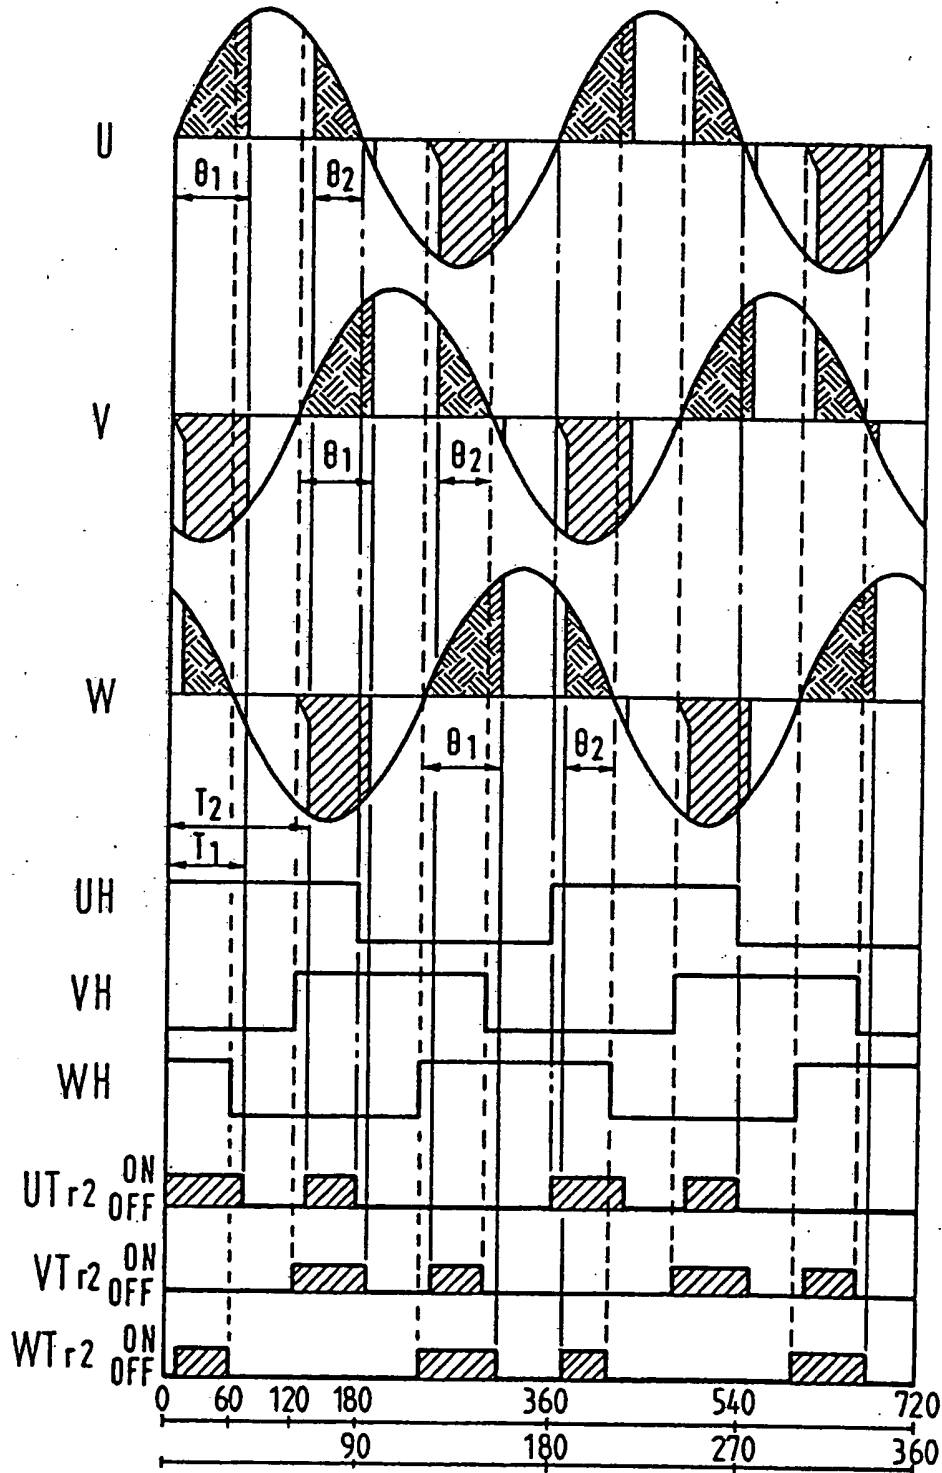 U
θ1
θ2
V
θ1
θ2
W
θ1
θ2
T2
T1
UH
VH
WH
UTr2 ON OFF
VTr2 ON OFF
WTr2 ON OFF
0 60 120 180 360 540 720
90 180 270 360